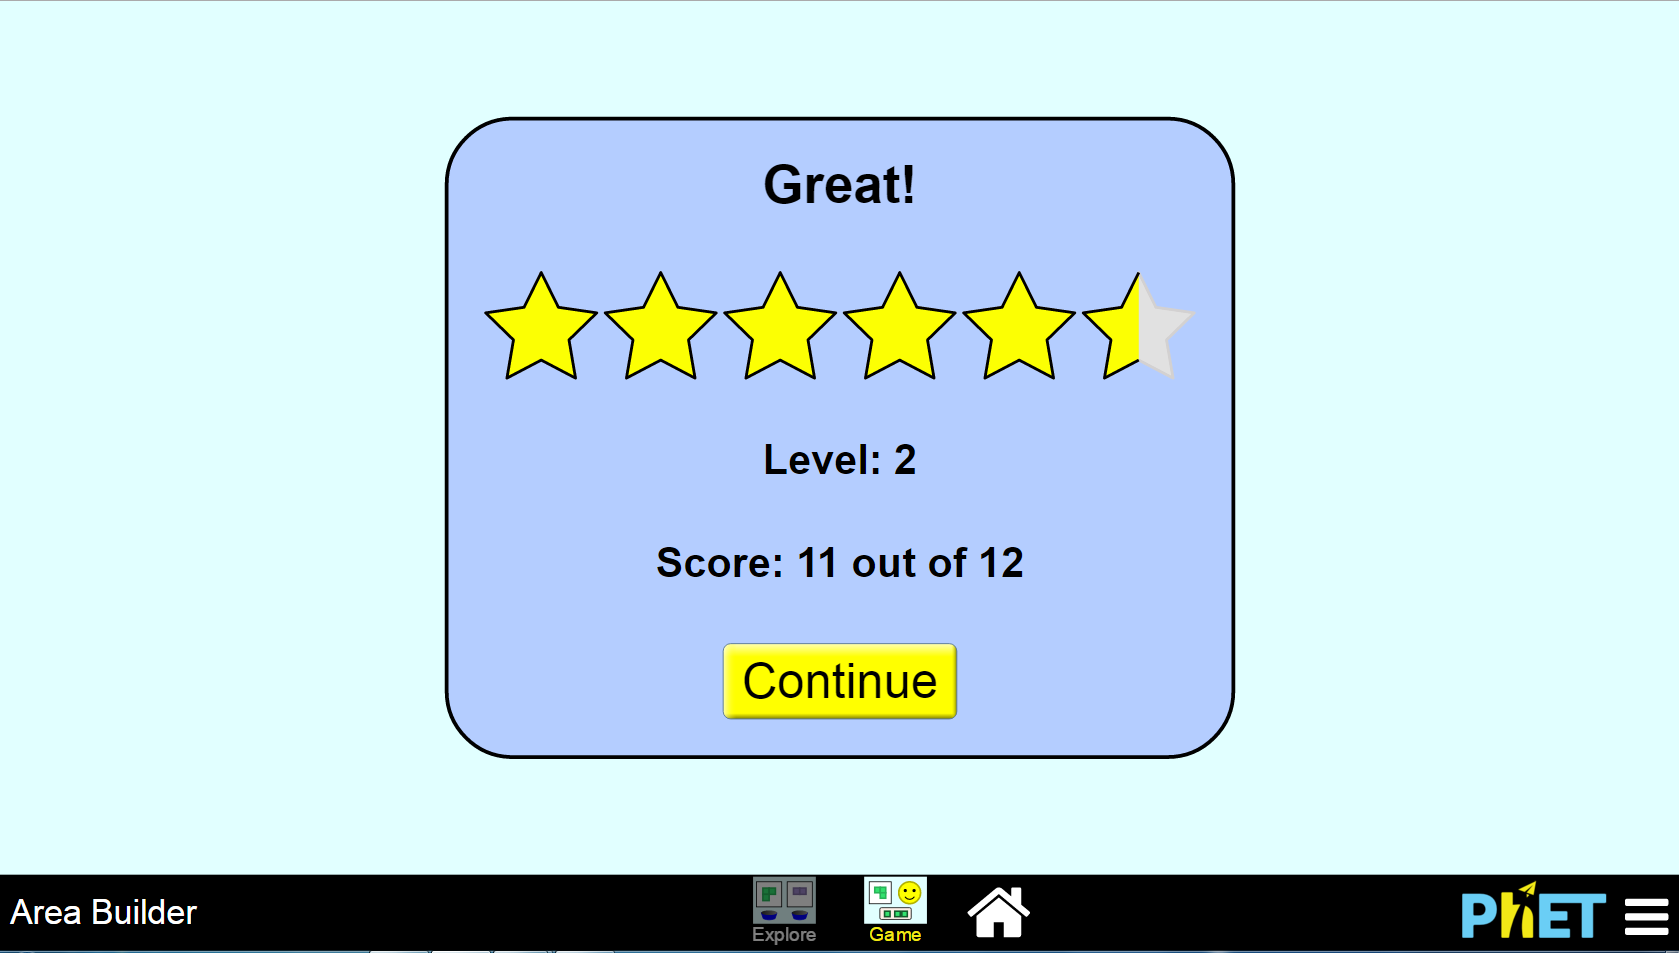 Great!
Level: 2
Score: 11 out of 12
Continue
Area Builder
Explore
Game
PhET